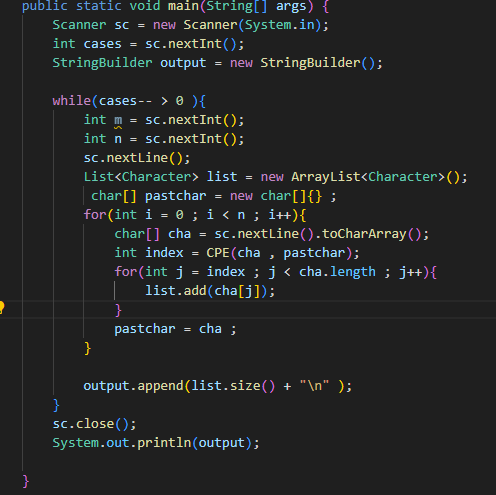 public static void main(String[] args) {
Scanner sc = new Scanner(System.in);
int cases = sc.nextInt();
StringBuilder output = new StringBuilder();
while(cases-- > 0 ){
int m = sc.nextInt();
int n = sc.nextInt();
sc.nextLine();
List<Character> list = new ArrayList<Character>();
char[] pastchar = new char[]{} ;
for(int i = 0 ; i < n ; i++){
char[] cha = sc.nextLine().toCharArray();
int index = CPE(cha , pastchar);
for(int j = index ; j < cha.length ; j++){
list.add(cha[j]);
}
pastchar = cha ;
}
output.append(list.size() + "\n" );
}
sc.close();
System.out.println(output);
}